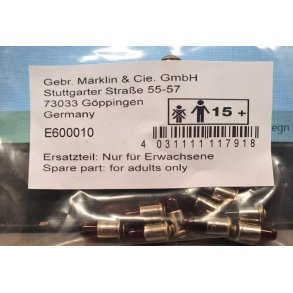 Gebr. Märklin & Cie. GmbH
Stuttgarter Straße 55-57
73033 Göppingen
Germany
15 +
E600010
4 031111 117918
Ersatzteil: Nur für Erwachsene
Spare part: for adults only